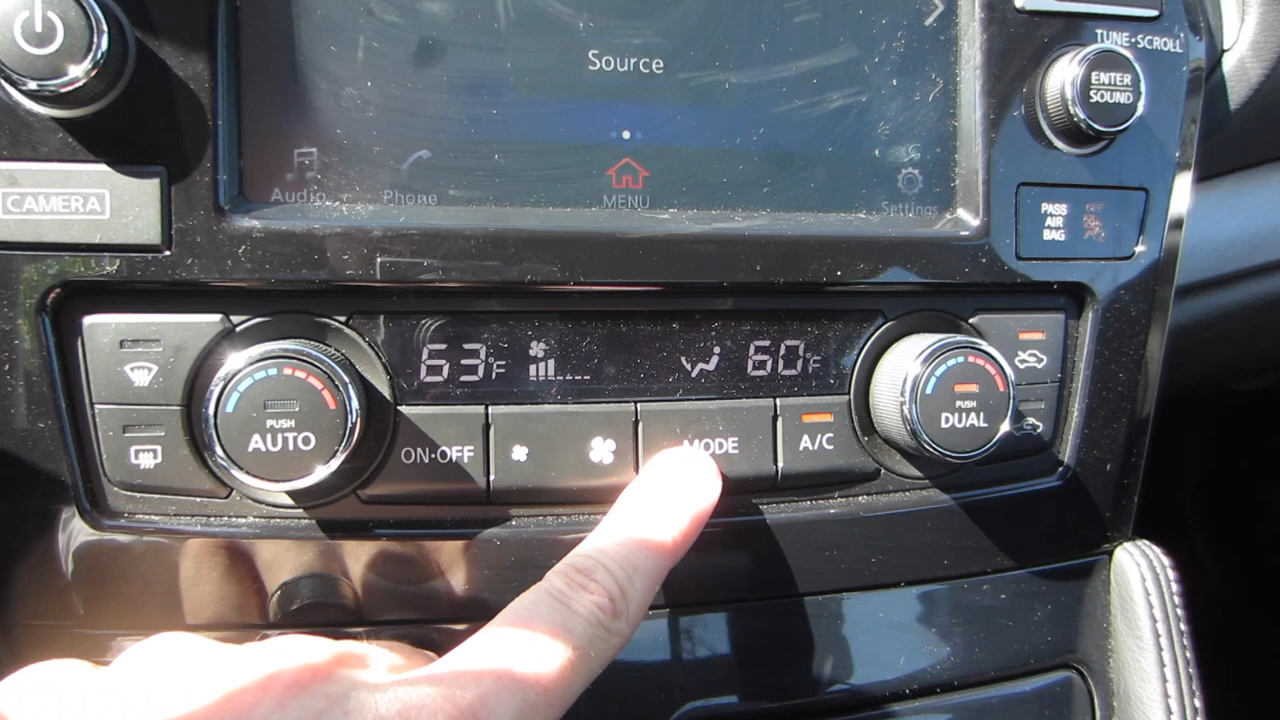 Source
TUNE·SCROLL
ENTER
SOUND
CAMERA
Audio
Phone
MENU
Settings
PASS
AIR
BAG
OFF
63°F
60°F
PUSH
AUTO
ON·OFF
MODE
A/C
PUSH
DUAL